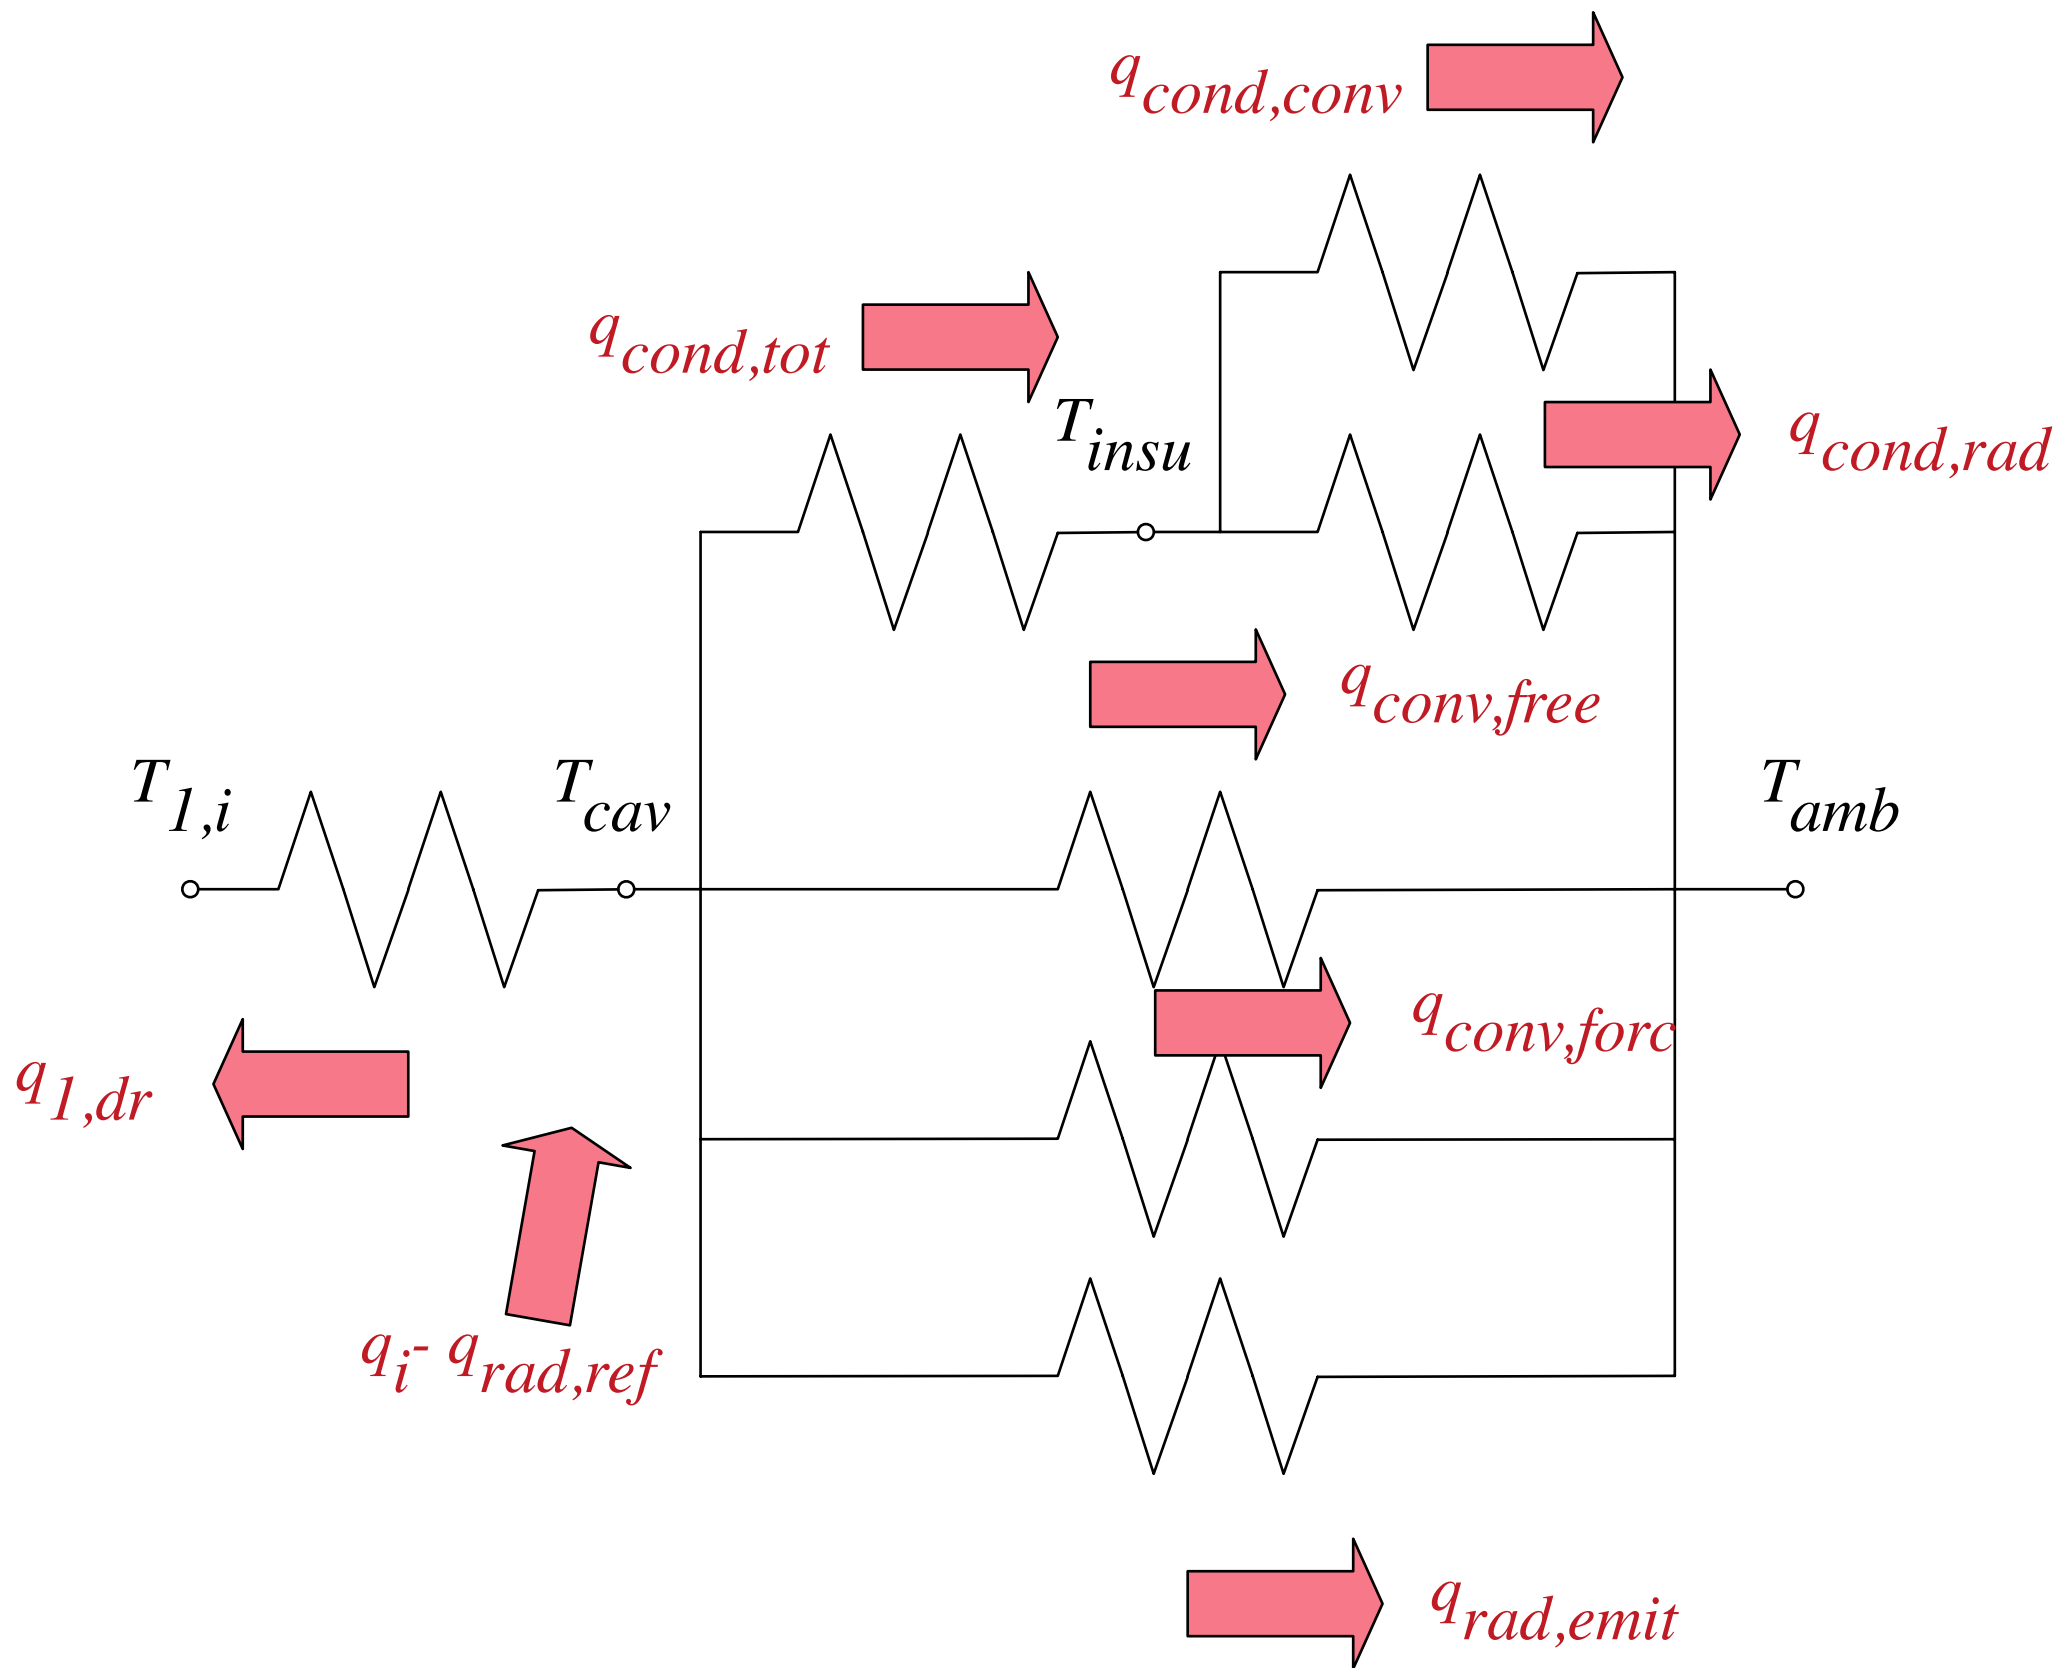 q_cond,conv
q_cond,tot
T_insu
q_cond,rad
q_conv,free
T_1,i
T_cav
T_amb
q_conv,forc
q_1,dr
q_i- q_rad,ref
q_rad,emit